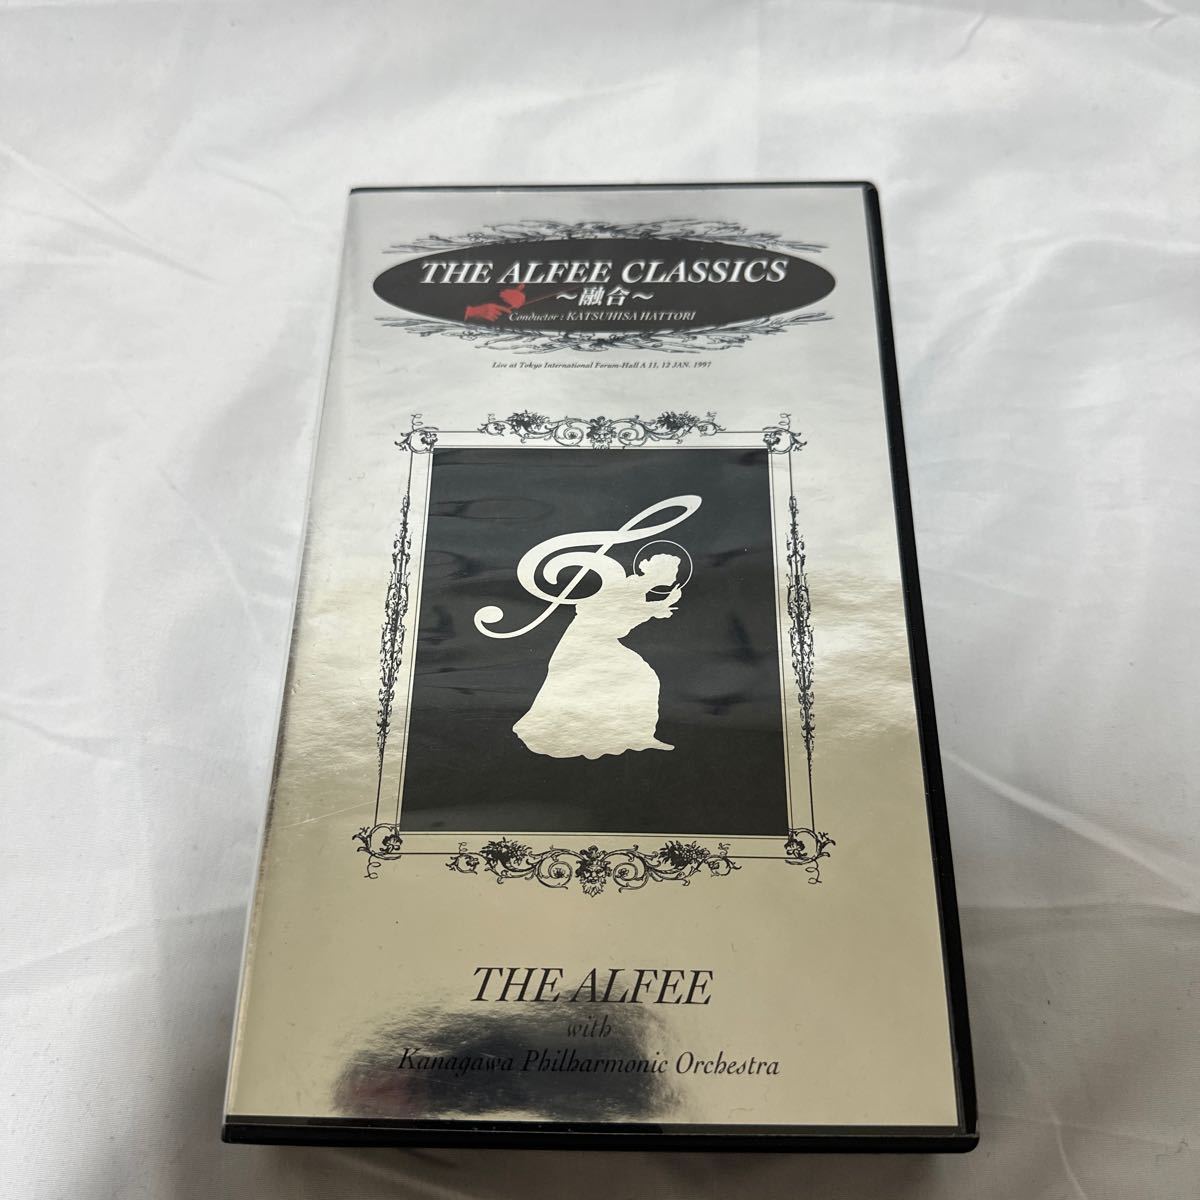 THE ALFEE CLASSICS
～融合～
Conductor : KATSUHISA HATTORI
Live at Tokyo International Forum-Hall A 11, 12 JAN. 1997
THE ALFEE
with
Kanagawa Philharmonic Orchestra